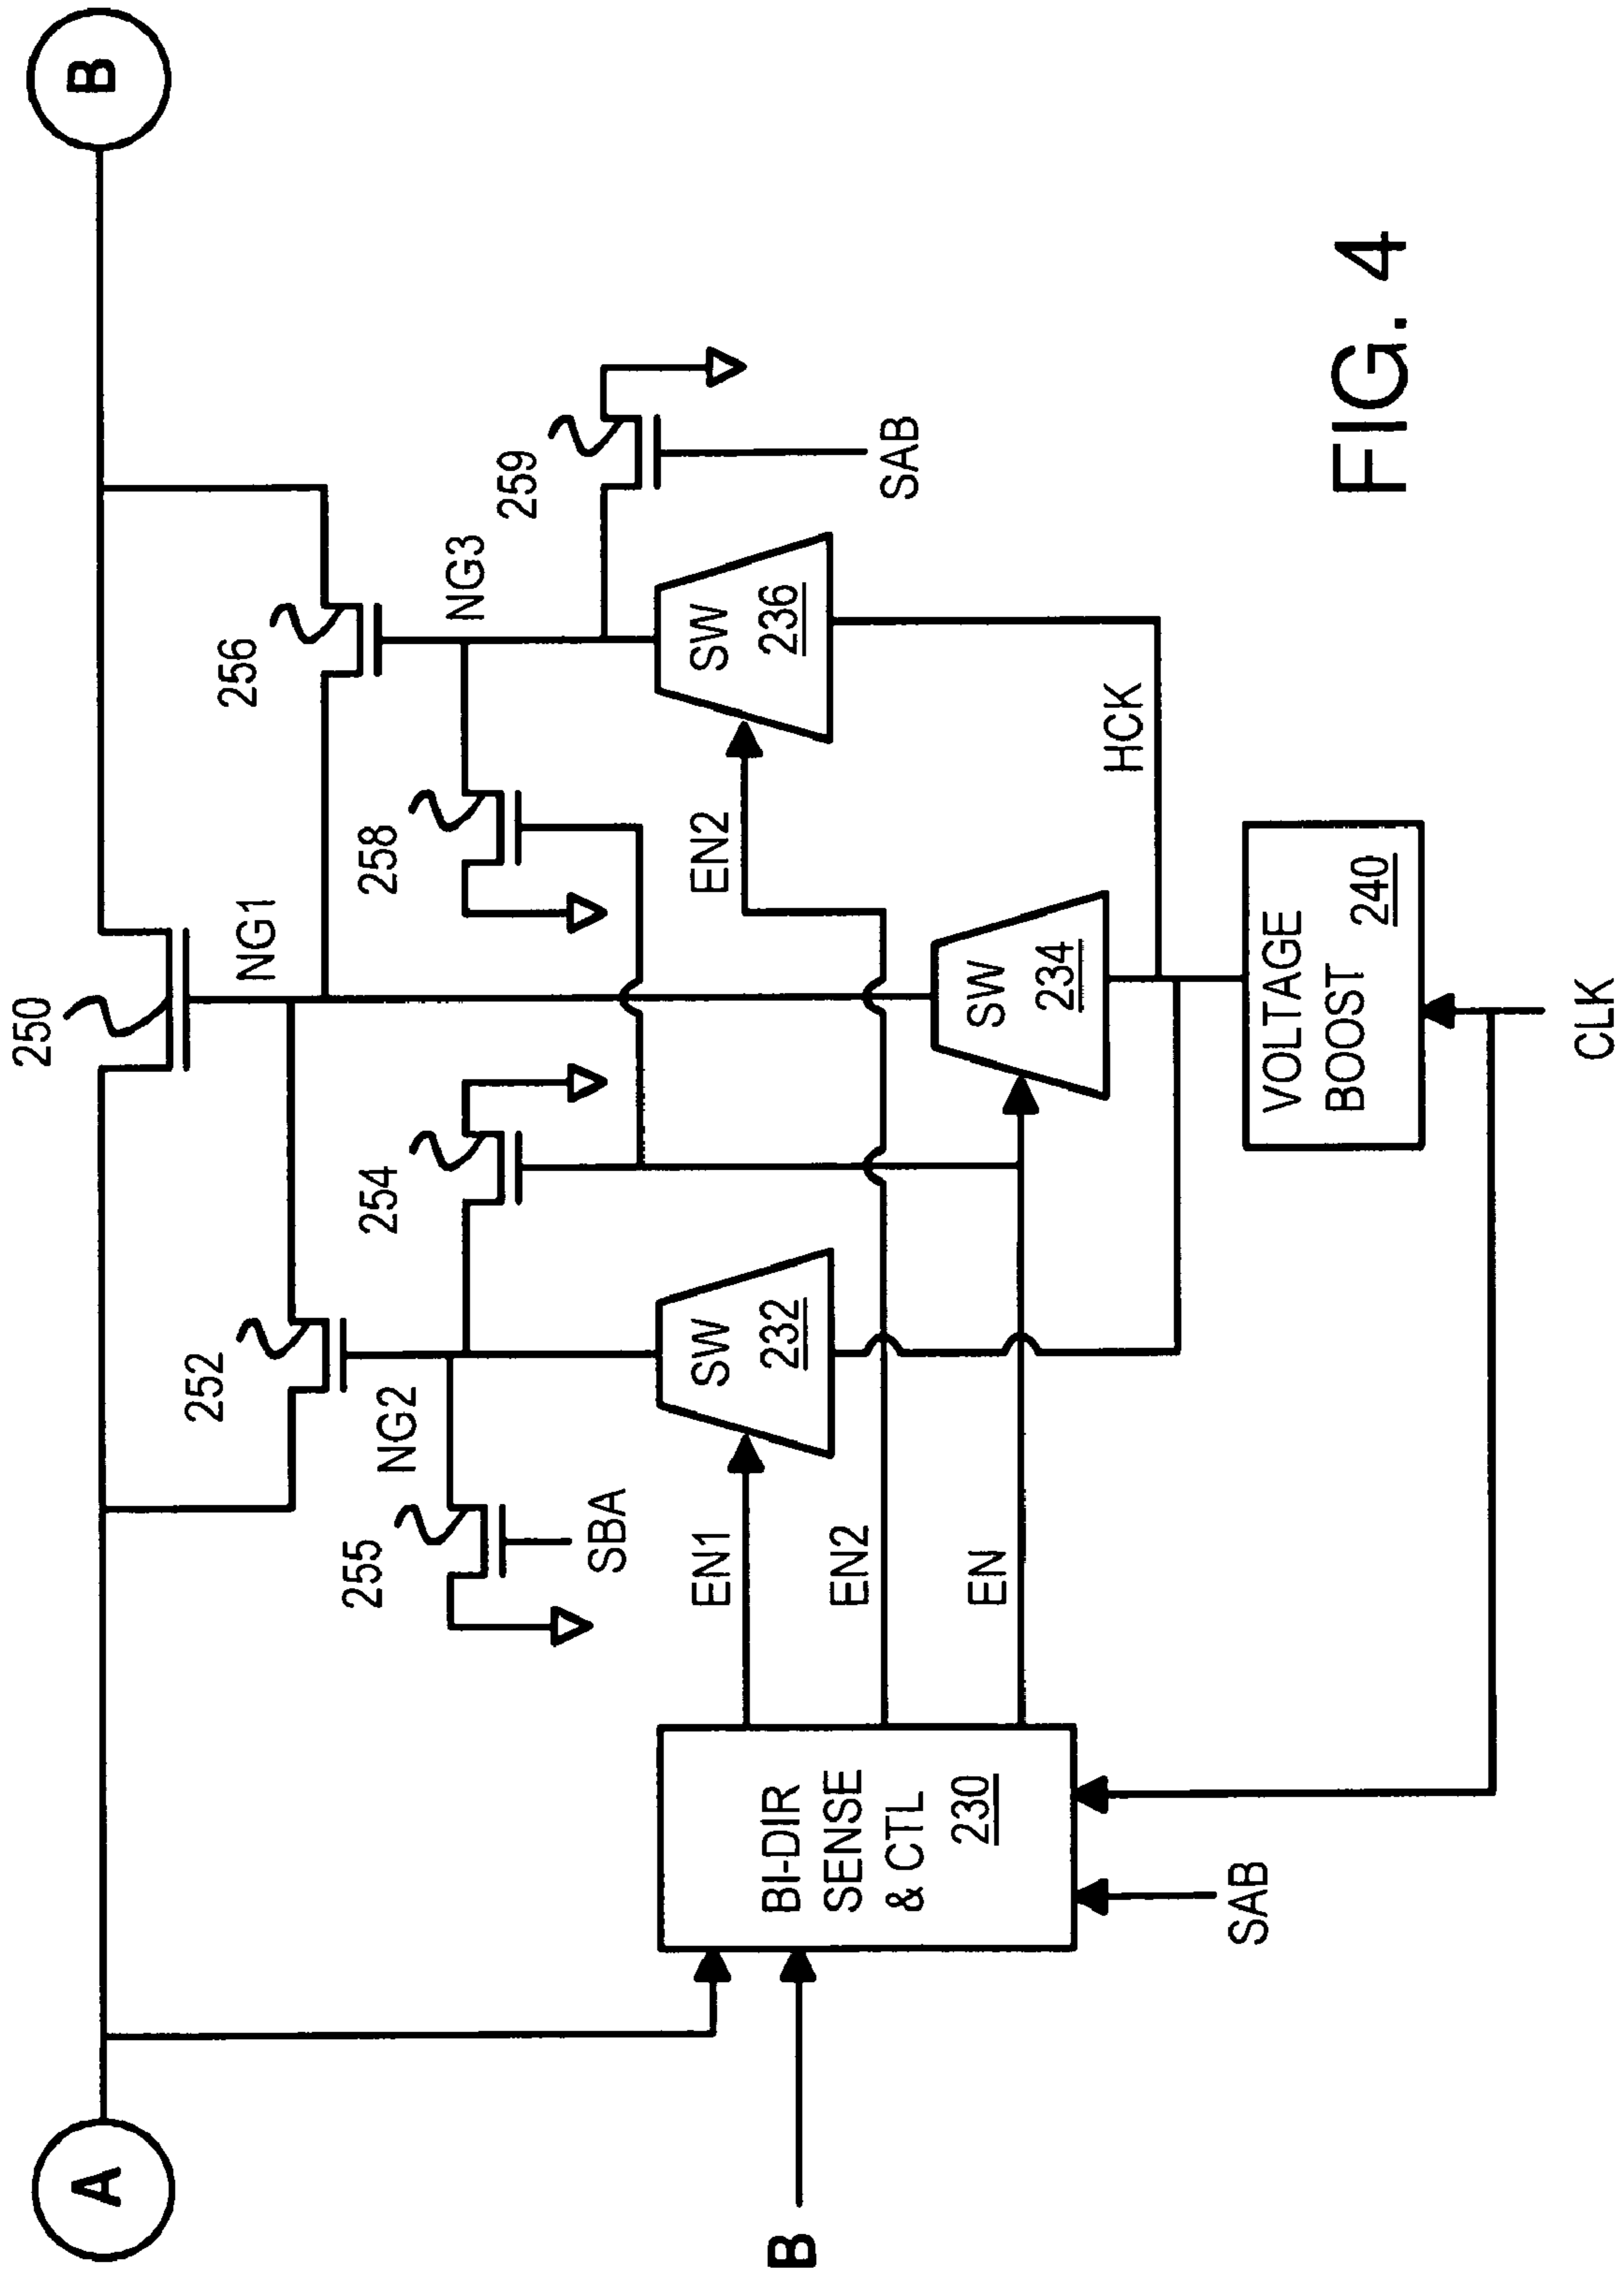 A
B
250
NG1
252
256
NG2
NG3
254
258
255
259
SBA
SAB
EN1
SW
232
EN2
SW
236
EN2
EN
SW
234
HCK
BI-DIR
SENSE
& CTL
230
B
SAB
VOLTAGE
BOOST
240
CLK
FIG. 4